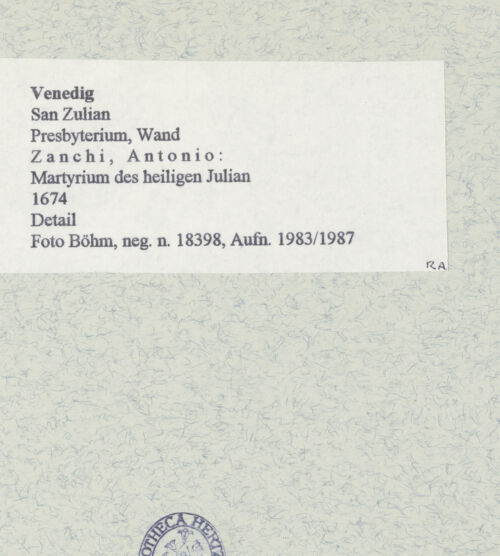 Venedig
San Zulian
Presbyterium, Wand
Zanchi, Antonio:
Martyrium des heiligen Julian
1674
Detail
Foto Böhm, neg. n. 18398, Aufn. 1983/1987
RA